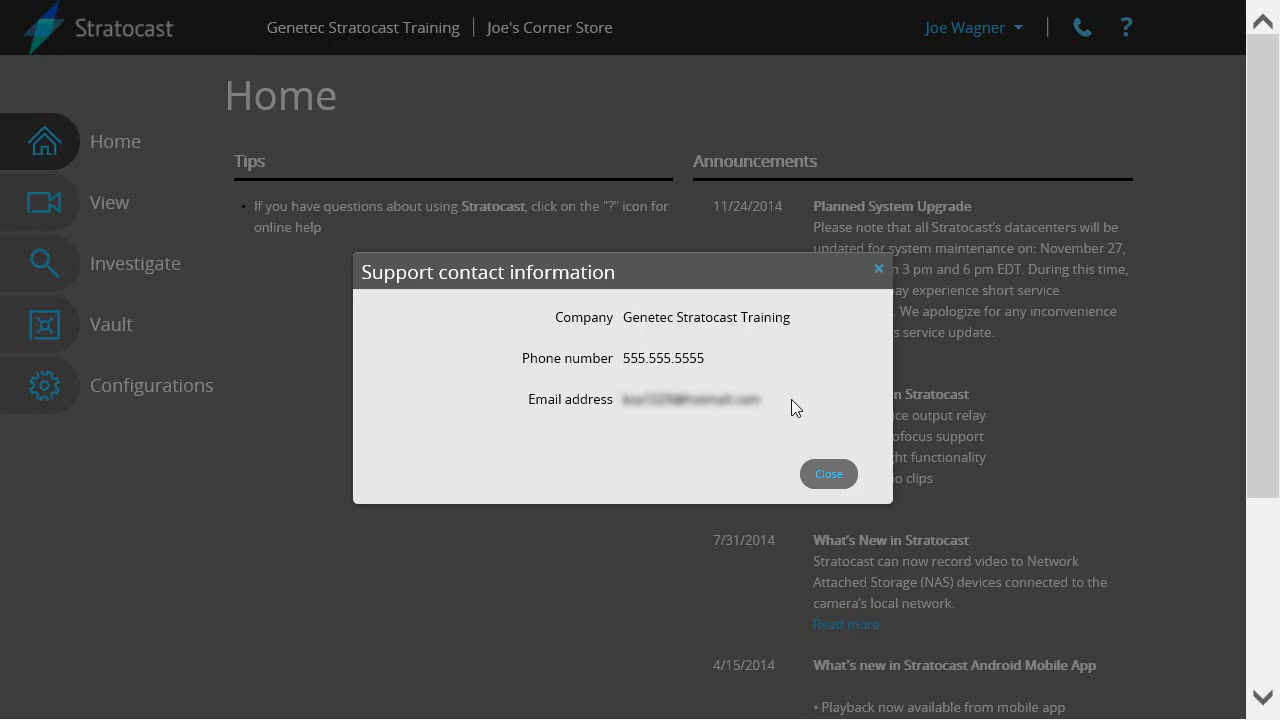 Stratocast
Genetec Stratocast Training
Joe's Corner Store
Joe Wagner
?
Home
Home
View
Investigate
Vault
Configurations
Tips
• If you have questions about using Stratocast, click on the "?" icon for
online help
Announcements
11/24/2014
Planned System Upgrade
Please note that all Stratocast's datacenters will be
updated for system maintenance on: November 27,
3 pm and 6 pm EDT. During this time,
may experience short service
. We apologize for any inconvenience
service update.
in Stratocast
output relay
support
functionality
clips
7/31/2014
What's New in Stratocast
Stratocast can now record video to Network
Attached Storage (NAS) devices connected to the
camera's local network.
Read more
4/15/2014
What's new in Stratocast Android Mobile App
• Playback now available from mobile app
Support contact information
×
Company Genetec Stratocast Training
Phone number 555.555.5555
Email address
Close